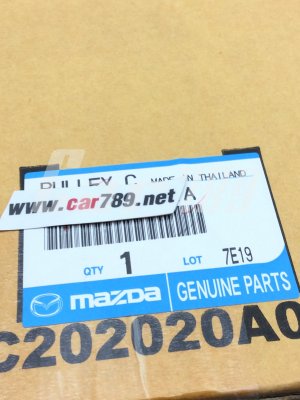 PULLEY C MADE IN THAILAND
www.car789.net A
QTY 1 LOT 7E19
mazda GENUINE PARTS
C202020A0